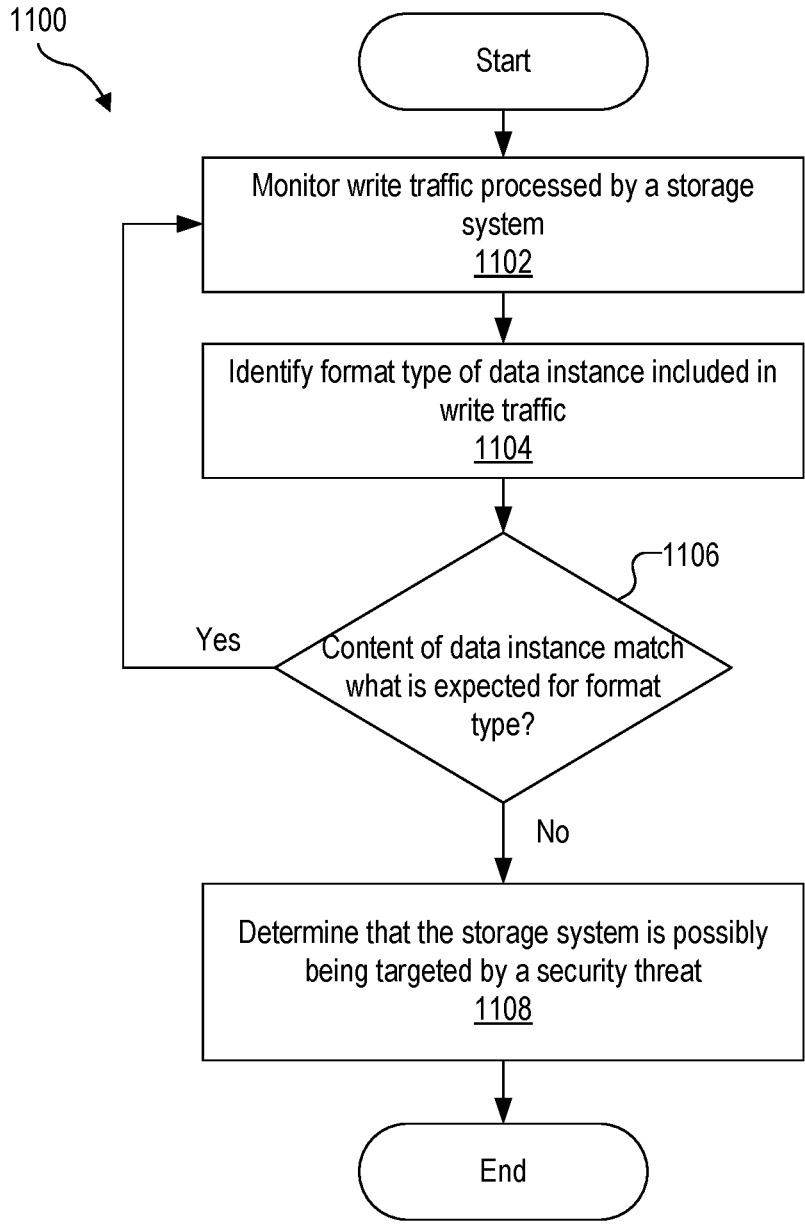 1100
Start
Monitor write traffic processed by a storage
system
1102
Identify format type of data instance included in
write traffic
1104
1106
Yes
Content of data instance match
what is expected for format
type?
No
Determine that the storage system is possibly
being targeted by a security threat
1108
End